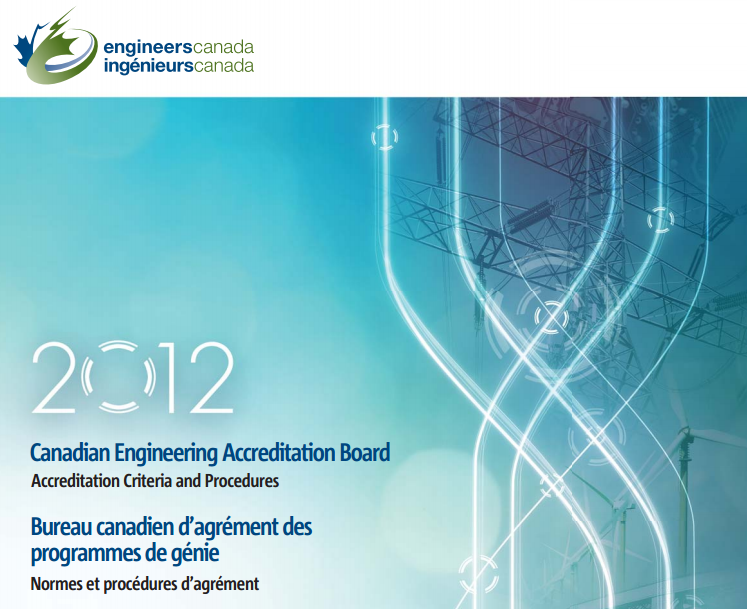 engineerscanada
ingénieurscanada
2012
Canadian Engineering Accreditation Board
Accreditation Criteria and Procedures
Bureau canadien d'agrément des
programmes de génie
Normes et procédures d'agrément